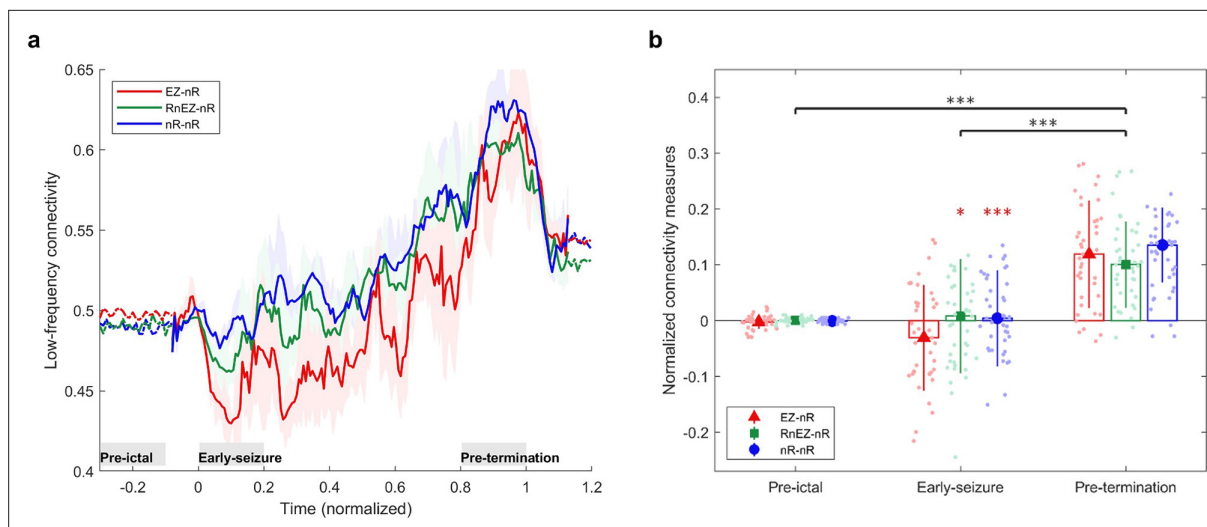 a
Low-frequency connectivity
0.65
0.6
0.55
0.5
0.45
0.4
EZ-nR
RnEZ-nR
nR-nR
Pre-ictal
Early-seizure
Pre-termination
-0.2
0
0.2
0.4
0.6
0.8
1
1.2
Time (normalized)
b
Normalized connectivity measures
0.4
0.3
0.2
0.1
0
-0.1
-0.2
***
***
*
***
EZ-nR
RnEZ-nR
nR-nR
Pre-ictal
Early-seizure
Pre-termination